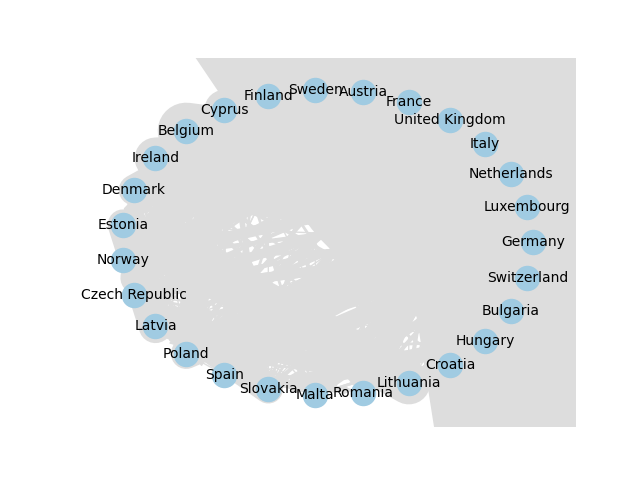 Sweden
Austria
Finland
France
Cyprus
United Kingdom
Belgium
Italy
Ireland
Netherlands
Denmark
Luxembourg
Estonia
Germany
Norway
Switzerland
Czech Republic
Bulgaria
Latvia
Hungary
Poland
Croatia
Spain
Lithuania
Slovakia
Romania
Malta